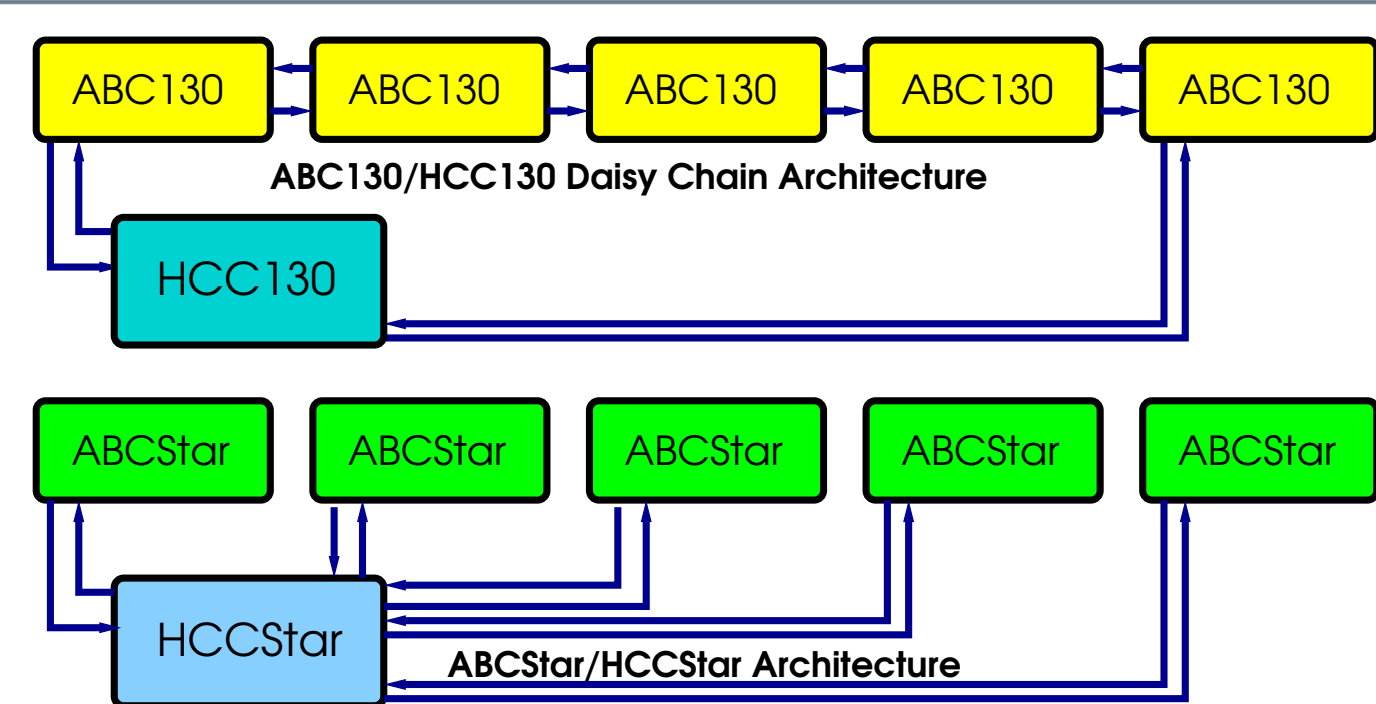 ABC130 ABC130 ABC130 ABC130 ABC130
ABC130/HCC130 Daisy Chain Architecture
HCC130
ABCStar ABCStar ABCStar ABCStar ABCStar
HCCStar
ABCStar/HCCStar Architecture